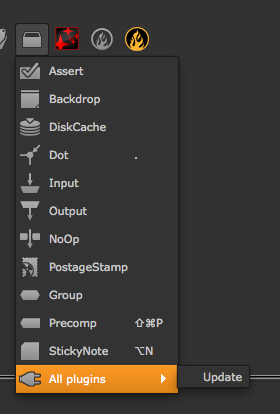 Assert
Backdrop
DiskCache
Dot .
Input
Output
NoOp
PostageStamp
Group
Precomp ⇧⌘P
StickyNote ⌥N
All plugins
Update